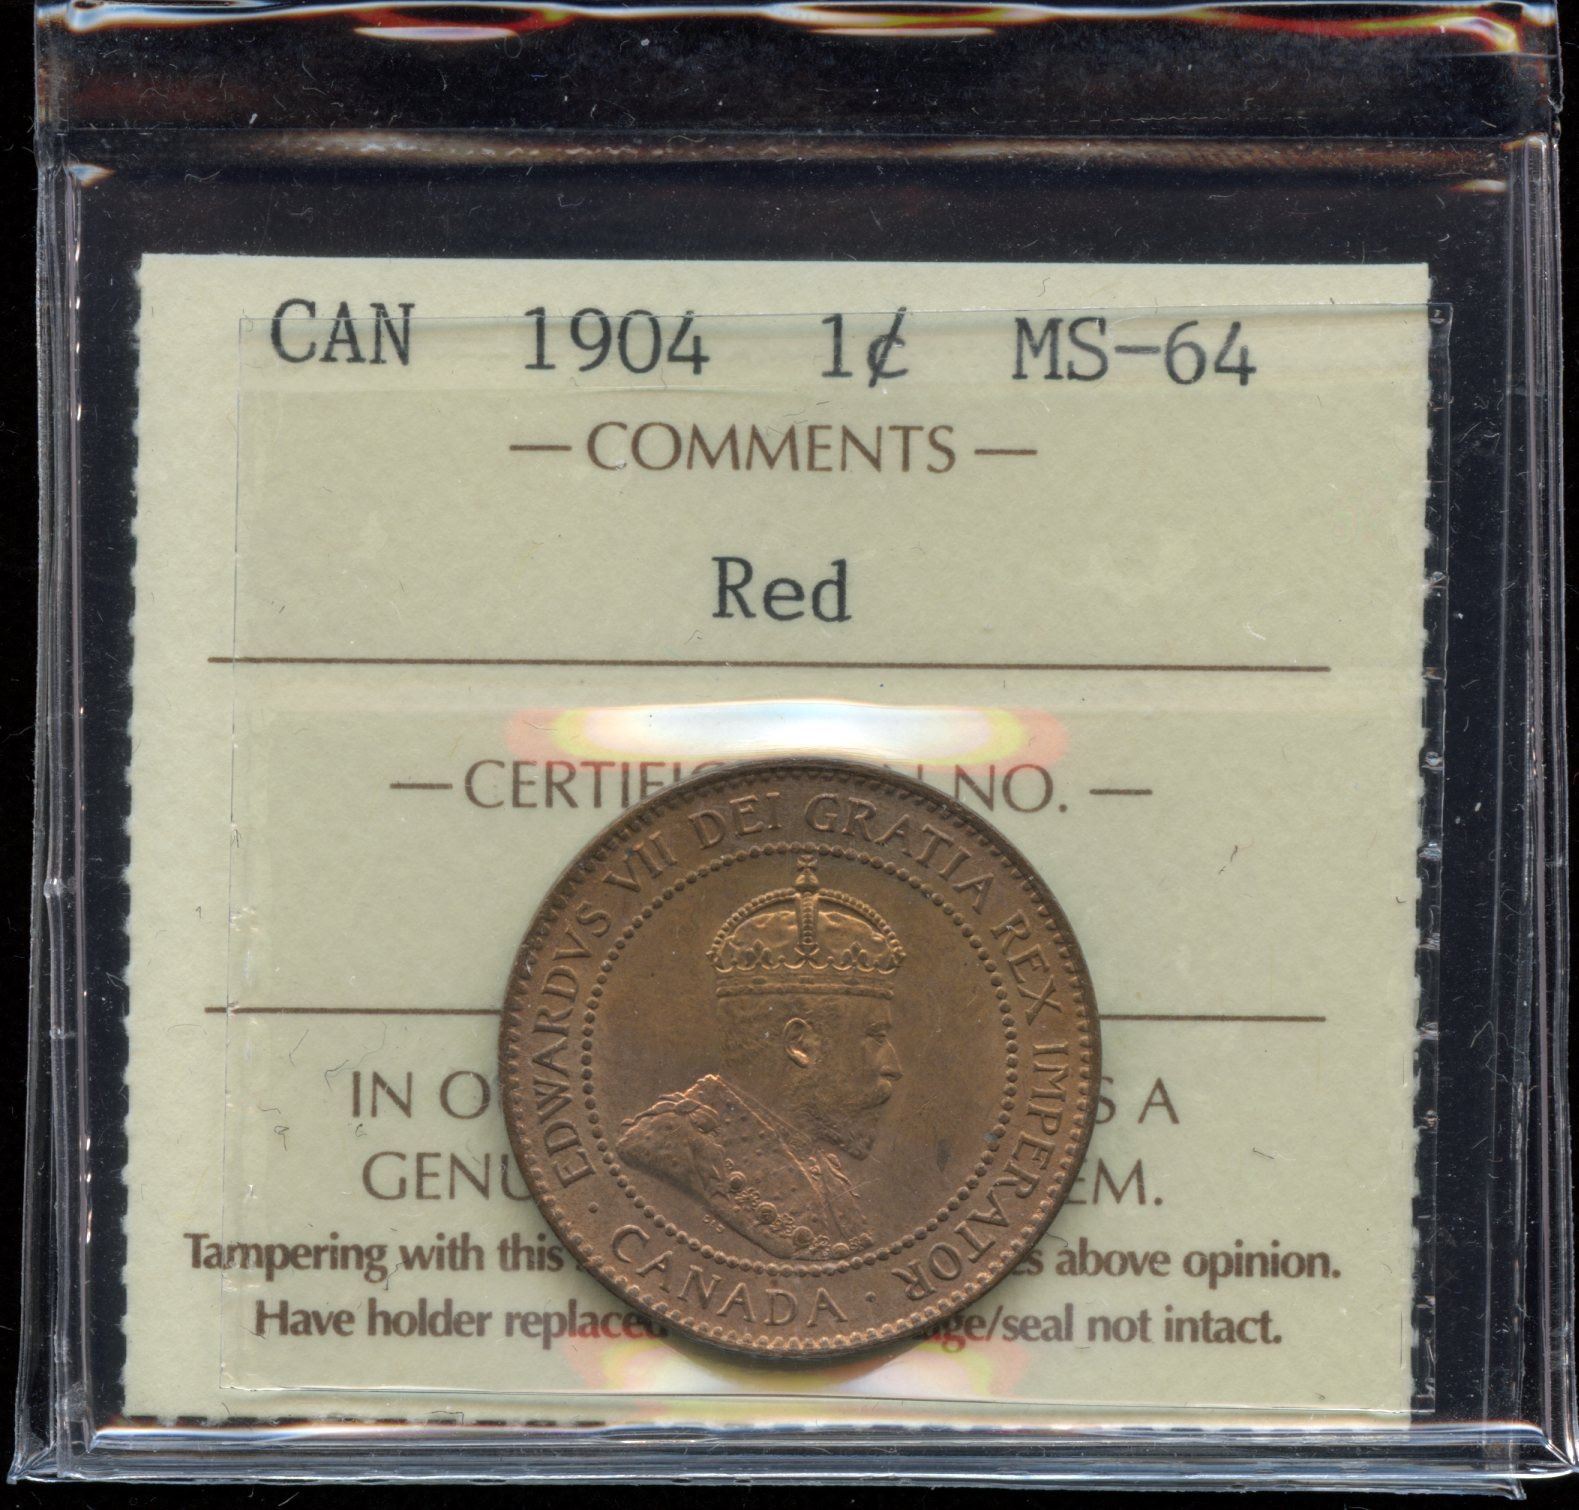 CAN 1904 1¢ MS-64
— COMMENTS —
Red
— CERTIFIC N NO. —
EDWARDVS VII DEI GRATIA REX IMPERATOR
· CANADA ·
IN O S A
GENU EM.
Tampering with this es above opinion.
Have holder replaced ge/seal not intact.